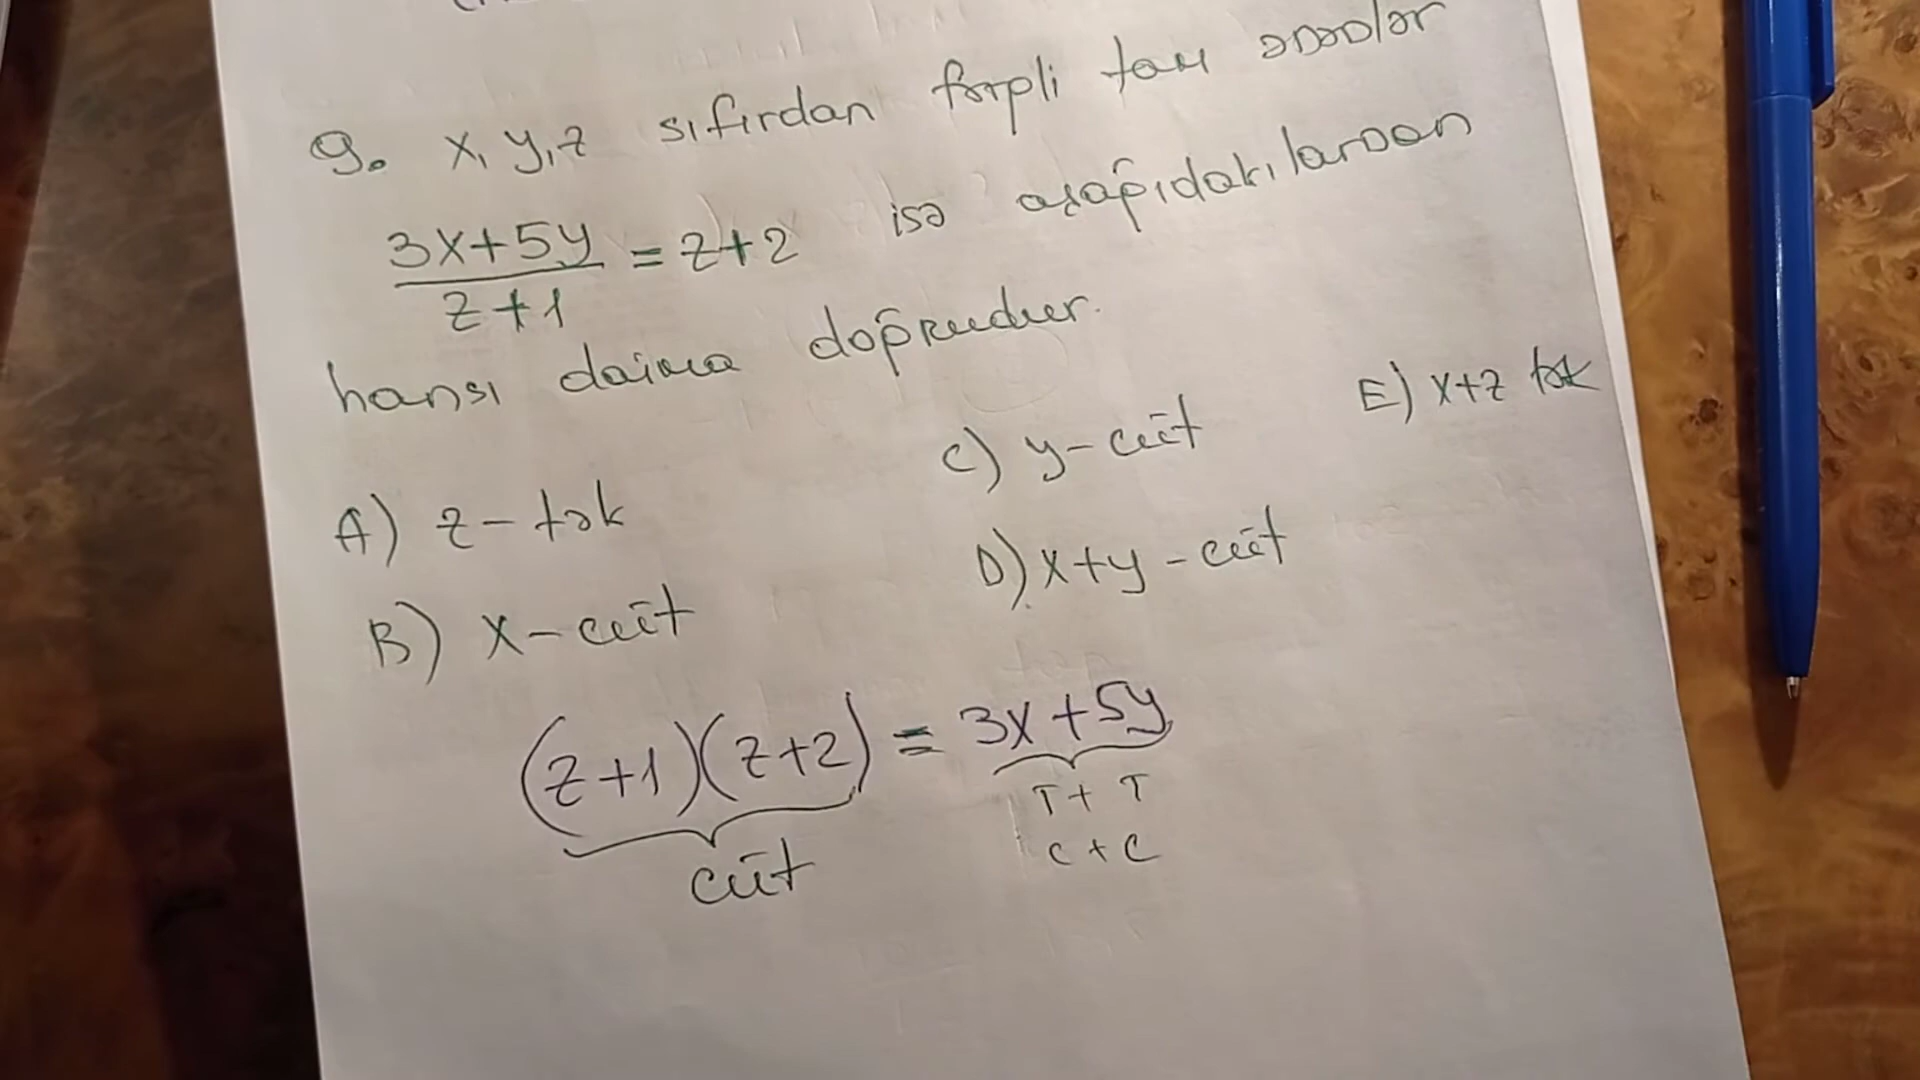 9. x, y, z sıfırdan fərqli tam ədədlər
3x+5y / z+1 = z+2 isə aşağıdakılardan
hansı daima doğrudur.
A) z - tək
B) x - cüt
C) y - cüt
D) x+y - cüt
E) x+z tək
(z+1)(z+2) = 3x+5y
cüt
T + T
C + C